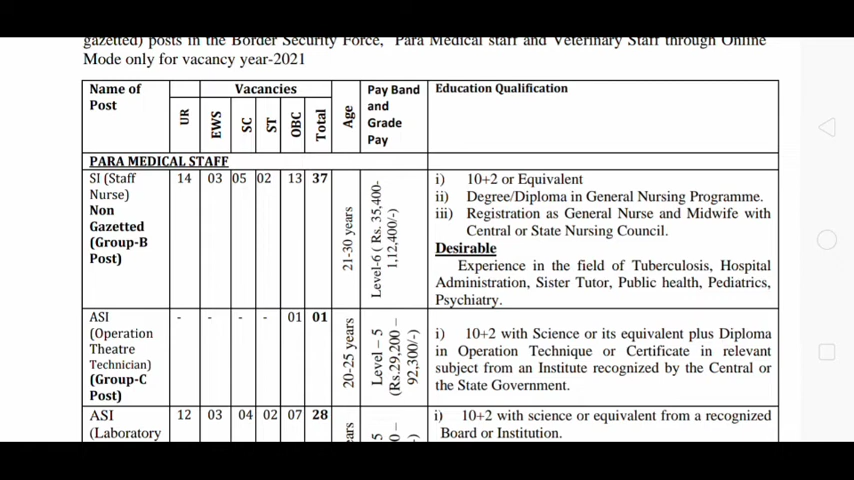 gazetted) posts in the Border Security Force, Para Medical staff and Veterinary Staff through Online
Mode only for vacancy year-2021
Name of Post
Vacancies
UR
EWS
SC
ST
OBC
Total
Age
Pay Band and Grade Pay
Education Qualification
PARA MEDICAL STAFF
SI (Staff
Nurse)
Non
Gazetted
(Group-B
Post)
14 03 05 02 13 37
21-30 years
Level-6 ( Rs. 35,400-
1,12,400/-)
i) 10+2 or Equivalent
ii) Degree/Diploma in General Nursing Programme.
iii) Registration as General Nurse and Midwife with
Central or State Nursing Council.
Desirable
Experience in the field of Tuberculosis, Hospital
Administration, Sister Tutor, Public health, Pediatrics,
Psychiatry.
ASI
(Operation
Theatre
Technician)
(Group-C
Post)
- - - - 01 01
20-25 years
Level – 5
(Rs.29,200 –
92,300/-)
i) 10+2 with Science or its equivalent plus Diploma
in Operation Technique or Certificate in relevant
subject from an Institute recognized by the Central or
the State Government.
ASI
(Laboratory
12 03 04 02 07 28
i) 10+2 with science or equivalent from a recognized
Board or Institution.